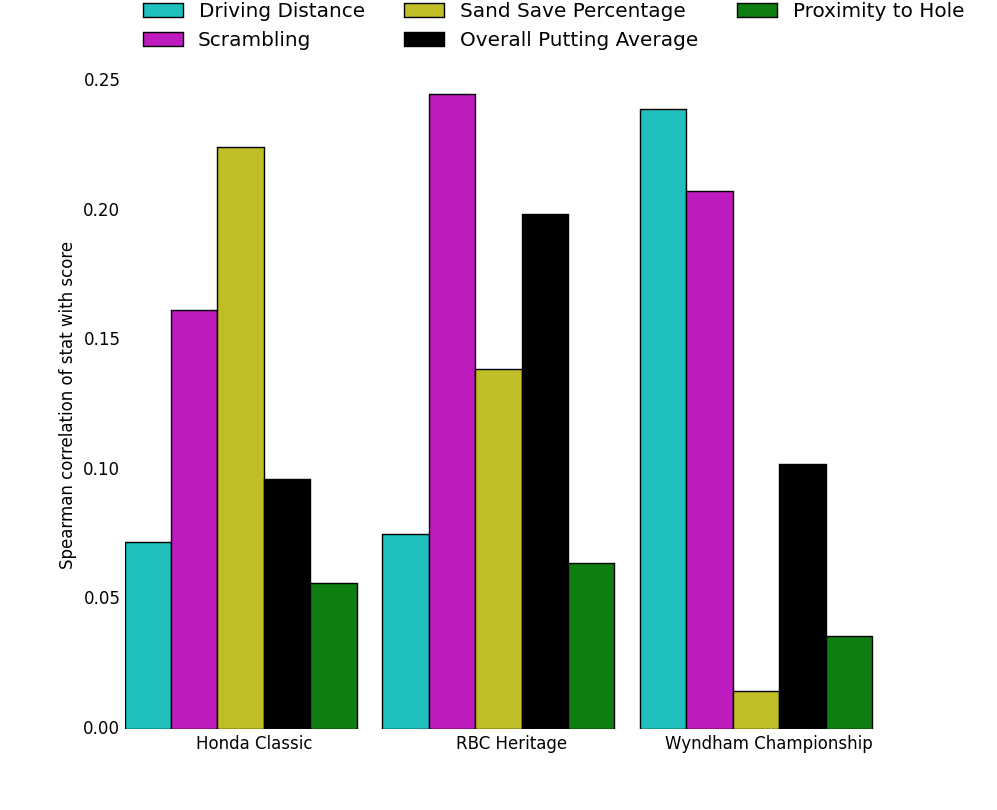 Driving Distance Sand Save Percentage Proximity to Hole
Scrambling Overall Putting Average
0.25
0.20
0.15
0.10
0.05
0.00
Spearman correlation of stat with score
Honda Classic RBC Heritage Wyndham Championship